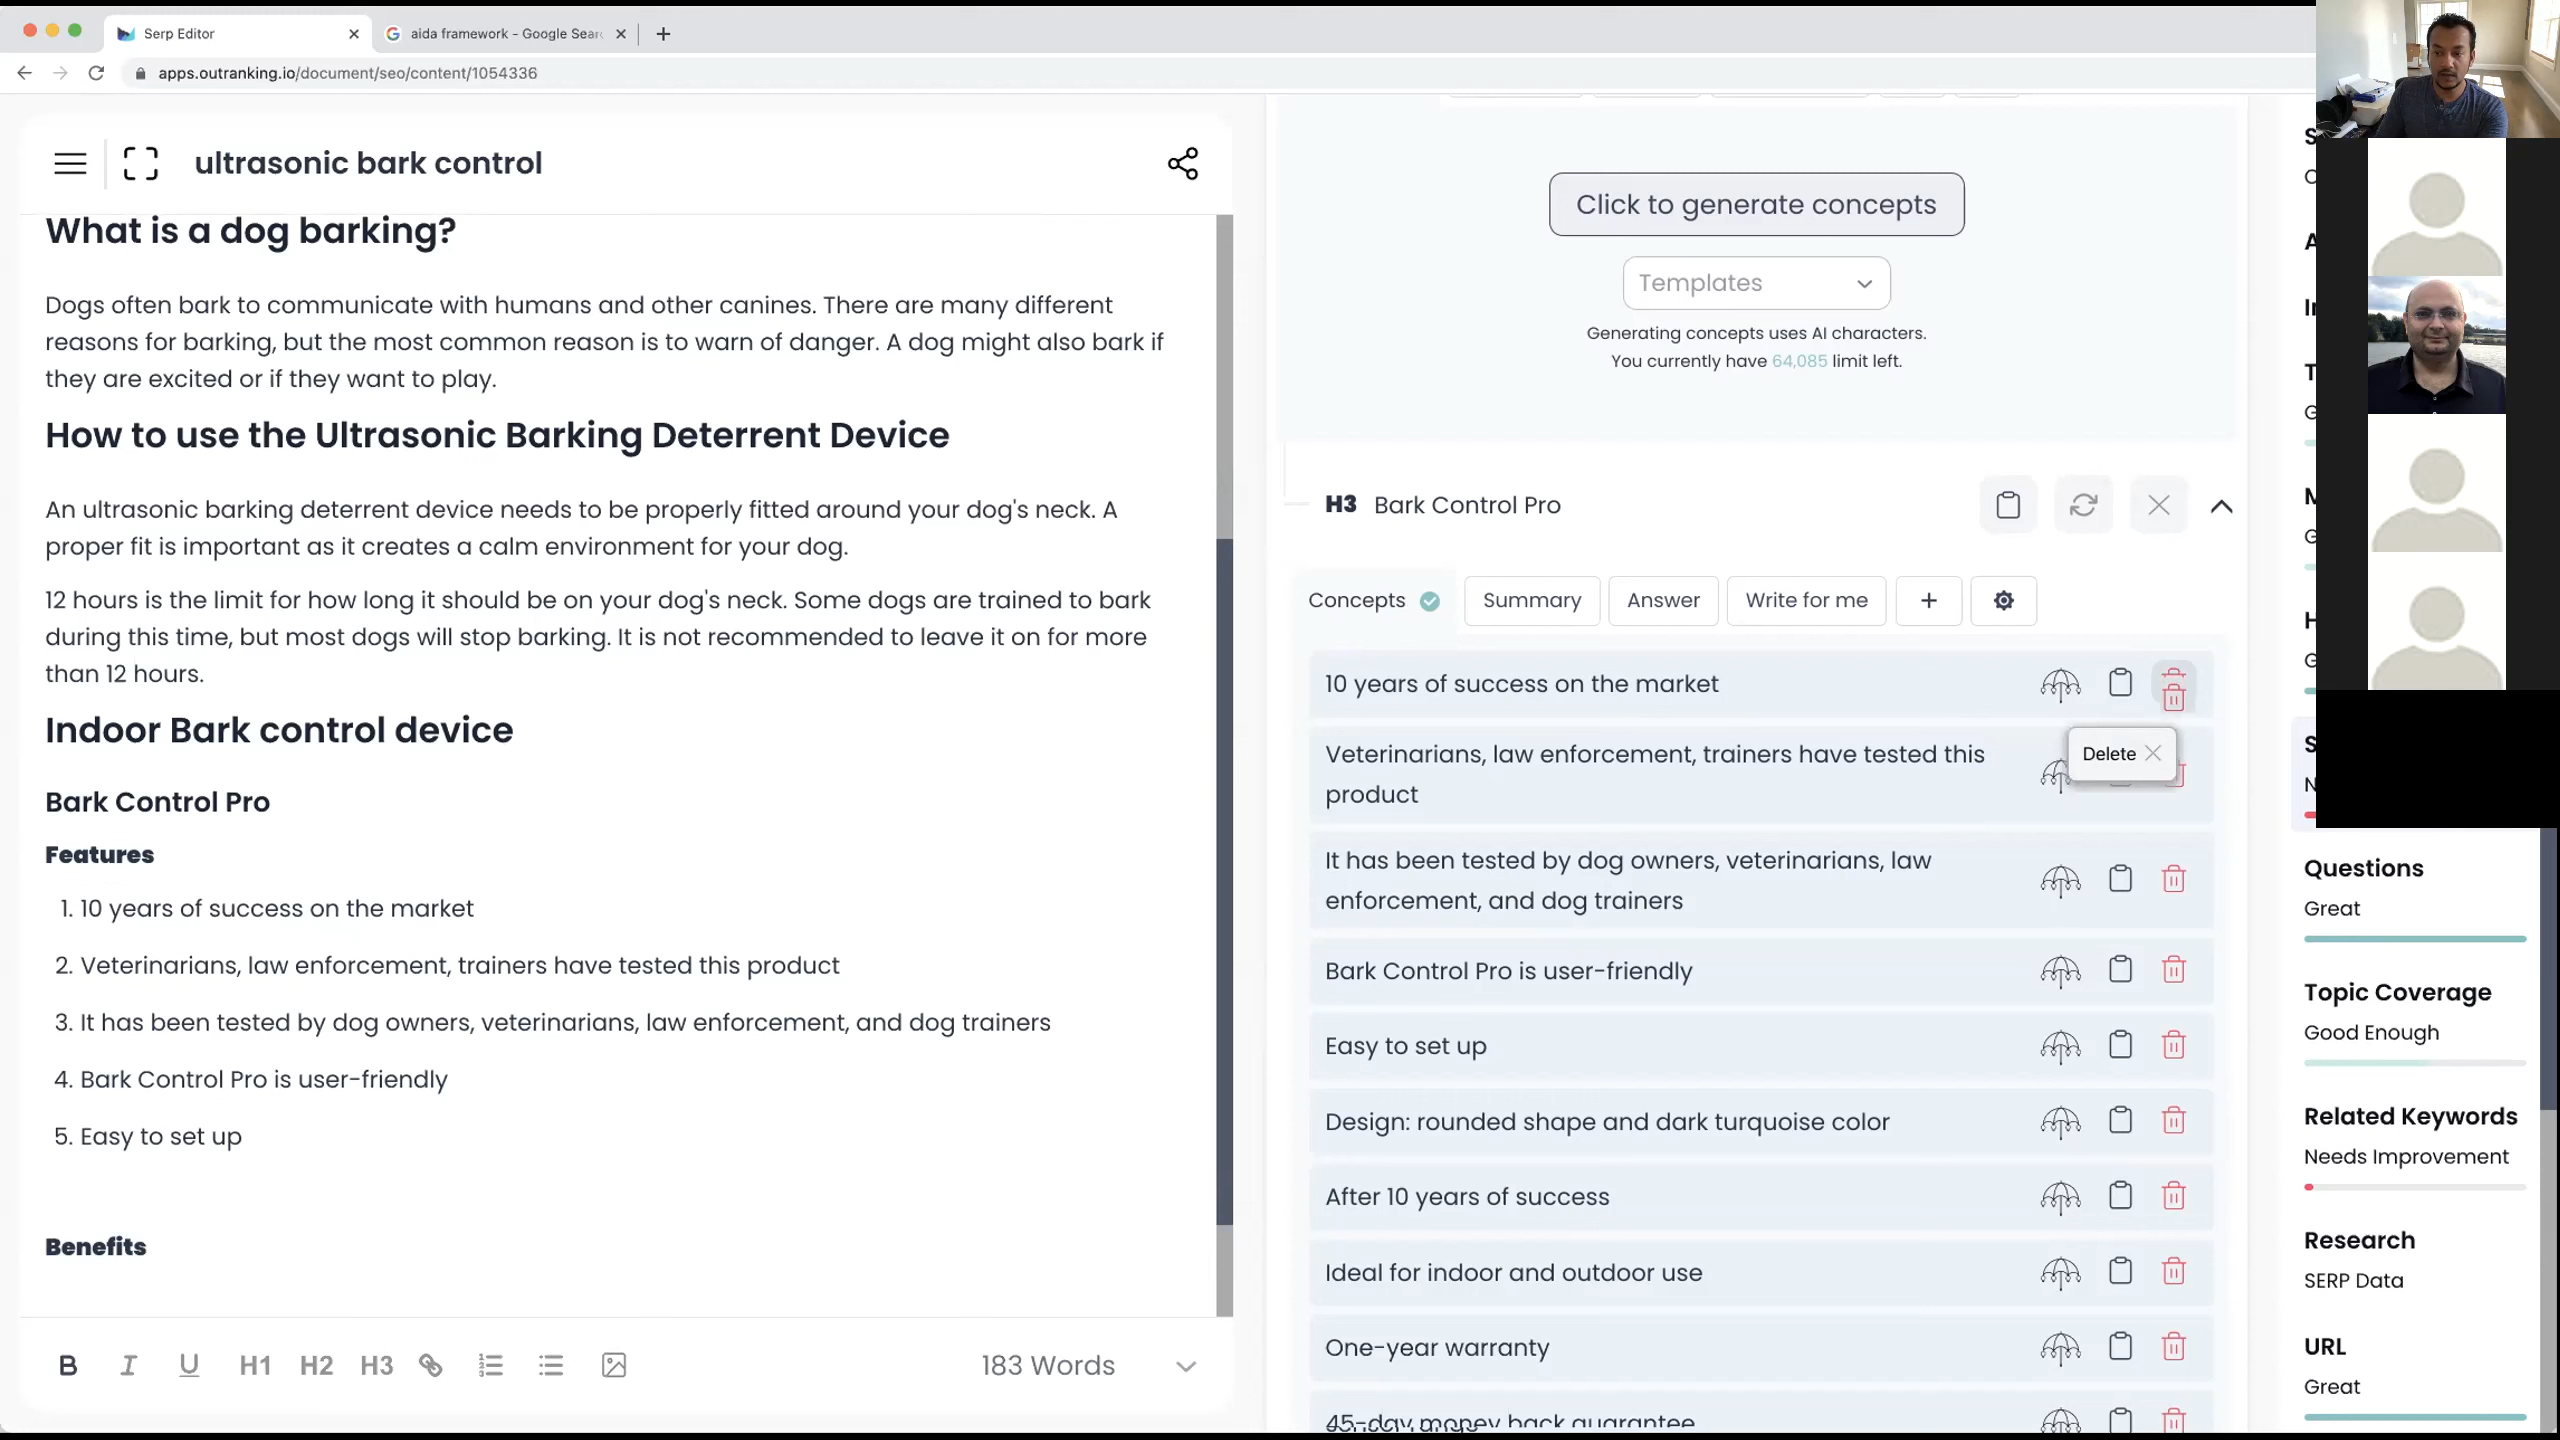 Serp Editor
aida framework - Google Sear
apps.outranking.io/document/seo/content/1054336
ultrasonic bark control
What is a dog barking?
Dogs often bark to communicate with humans and other canines. There are many different
reasons for barking, but the most common reason is to warn of danger. A dog might also bark if
they are excited or if they want to play.
How to use the Ultrasonic Barking Deterrent Device
An ultrasonic barking deterrent device needs to be properly fitted around your dog's neck. A
proper fit is important as it creates a calm environment for your dog.
12 hours is the limit for how long it should be on your dog's neck. Some dogs are trained to bark
during this time, but most dogs will stop barking. It is not recommended to leave it on for more
than 12 hours.
Indoor Bark control device
Bark Control Pro
Features
1. 10 years of success on the market
2. Veterinarians, law enforcement, trainers have tested this product
3. It has been tested by dog owners, veterinarians, law enforcement, and dog trainers
4. Bark Control Pro is user-friendly
5. Easy to set up
Benefits
B I U H1 H2 H3
183 Words
Click to generate concepts
Templates
Generating concepts uses AI characters.
You currently have 64,085 limit left.
H3 Bark Control Pro
Concepts Summary Answer Write for me +
10 years of success on the market
Veterinarians, law enforcement, trainers have tested this
product
Delete
It has been tested by dog owners, veterinarians, law
enforcement, and dog trainers
Bark Control Pro is user-friendly
Easy to set up
Design: rounded shape and dark turquoise color
After 10 years of success
Ideal for indoor and outdoor use
One-year warranty
45-day money back guarantee
Questions
Great
Topic Coverage
Good Enough
Related Keywords
Needs Improvement
Research
SERP Data
URL
Great